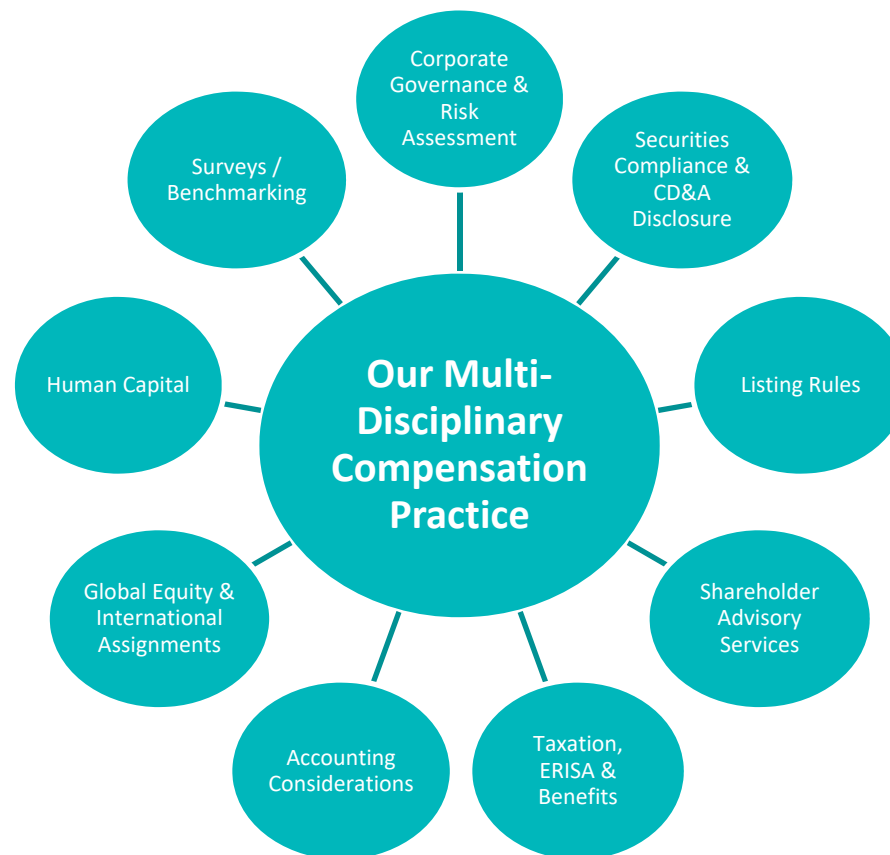 Corporate
Governance &
Risk
Assessment
Securities
Compliance &
CD&A
Disclosure
Surveys /
Benchmarking
Human Capital
Our Multi-
Disciplinary
Compensation
Practice
Listing Rules
Global Equity &
International
Assignments
Shareholder
Advisory
Services
Accounting
Considerations
Taxation,
ERISA &
Benefits